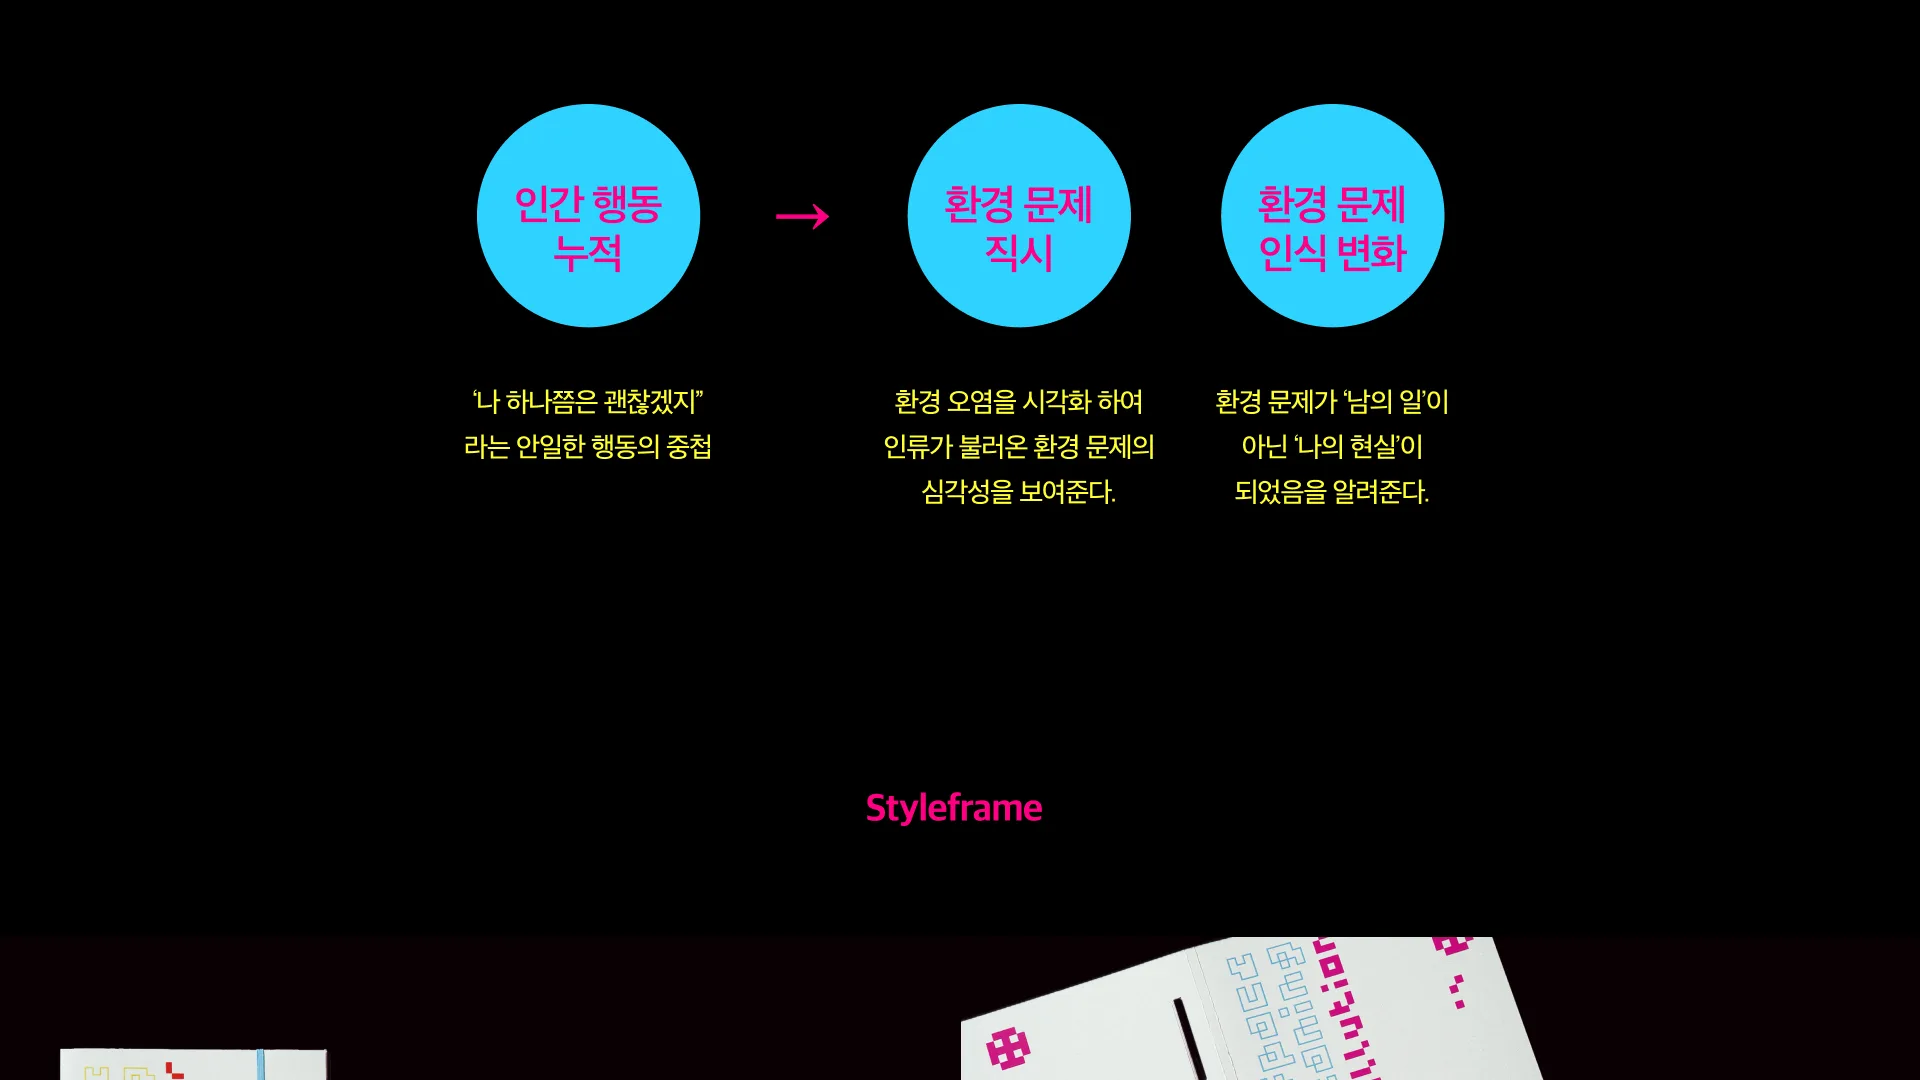 인간 행동
누적
→
환경 문제
직시
환경 문제
인식 변화
‘나 하나쯤은 괜찮겠지”
라는 안일한 행동의 중첩
환경 오염을 시각화 하여
인류가 불러온 환경 문제의
심각성을 보여준다.
환경 문제가 ‘남의 일’이
아닌 ‘나의 현실’이
되었음을 알려준다.
Styleframe